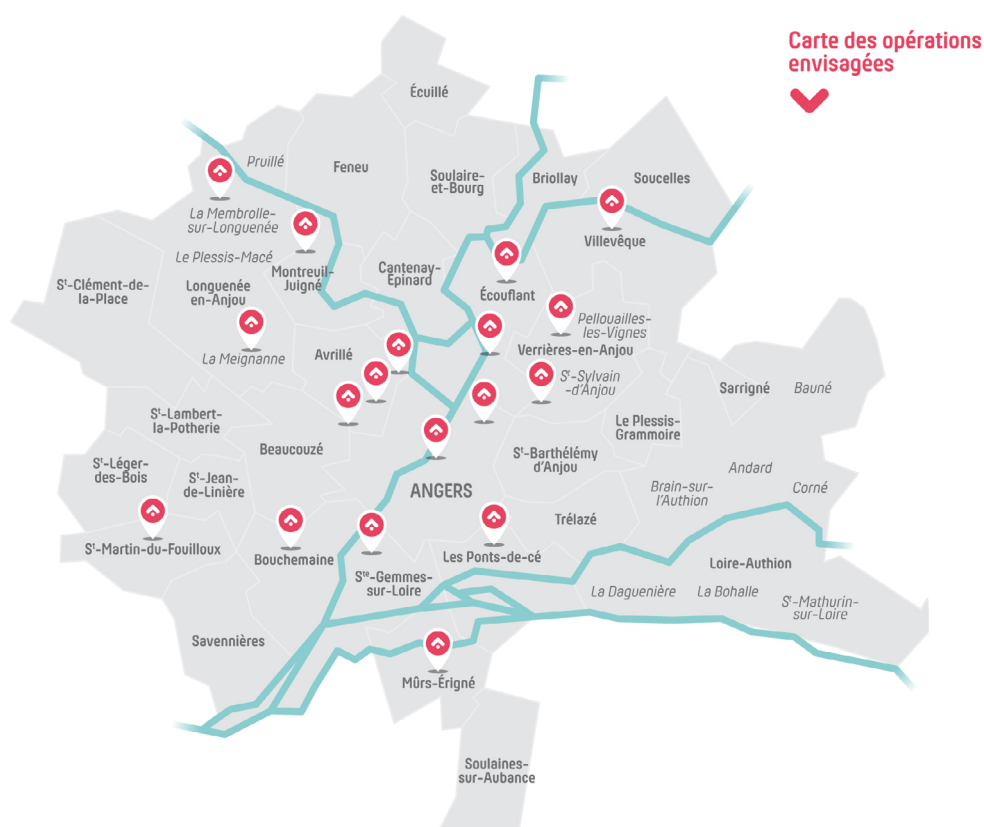 Carte des opérations
envisagées
Écuillé
Pruillé
Feneu
Soulaire-
et-Bourg
Briollay
Soucelles
La Membrolle-
sur-Longuenée
Villevêque
Le Plessis-Macé
Montreuil-
Juigné
Cantenay-
Épinard
St-Clément-de-
la-Place
Longuenée
en-Anjou
Écouflant
Pellouailles-
les-Vignes
La Meignanne
Avrillé
Verrières-en-Anjou
St-Sylvain
-d'Anjou
Sarrigné
Bauné
St-Lambert-
la-Potherie
Le Plessis-
Grammoire
Beaucouzé
St-Barthélémy
d'Anjou
St-Léger-
des-Bois
St-Jean-
de-Linière
Andard
Brain-sur-
l'Authion
Corné
ANGERS
Trélazé
St-Martin-du-Fouilloux
Bouchemaine
Les Ponts-de-cé
Loire-Authion
Ste-Gemmes-
sur-Loire
La Daguenière
La Bohalle
St-Mathurin-
sur-Loire
Savennières
Mûrs-Érigné
Soulaines-
sur-Aubance